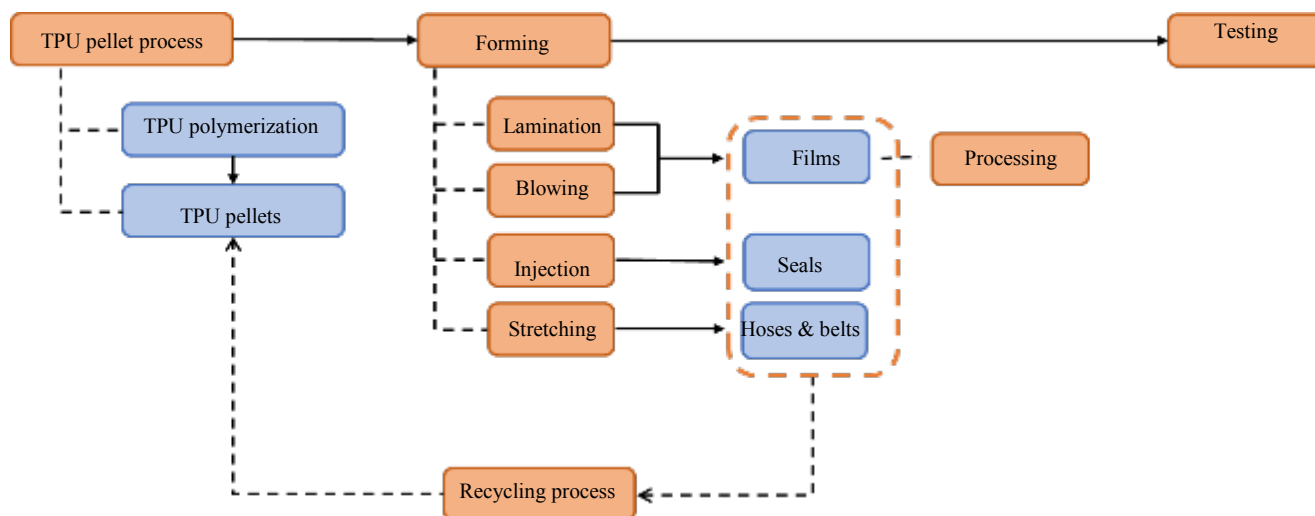 TPU pellet process
Forming
Testing
TPU polymerization
TPU pellets
Lamination
Blowing
Injection
Stretching
Films
Seals
Hoses & belts
Processing
Recycling process